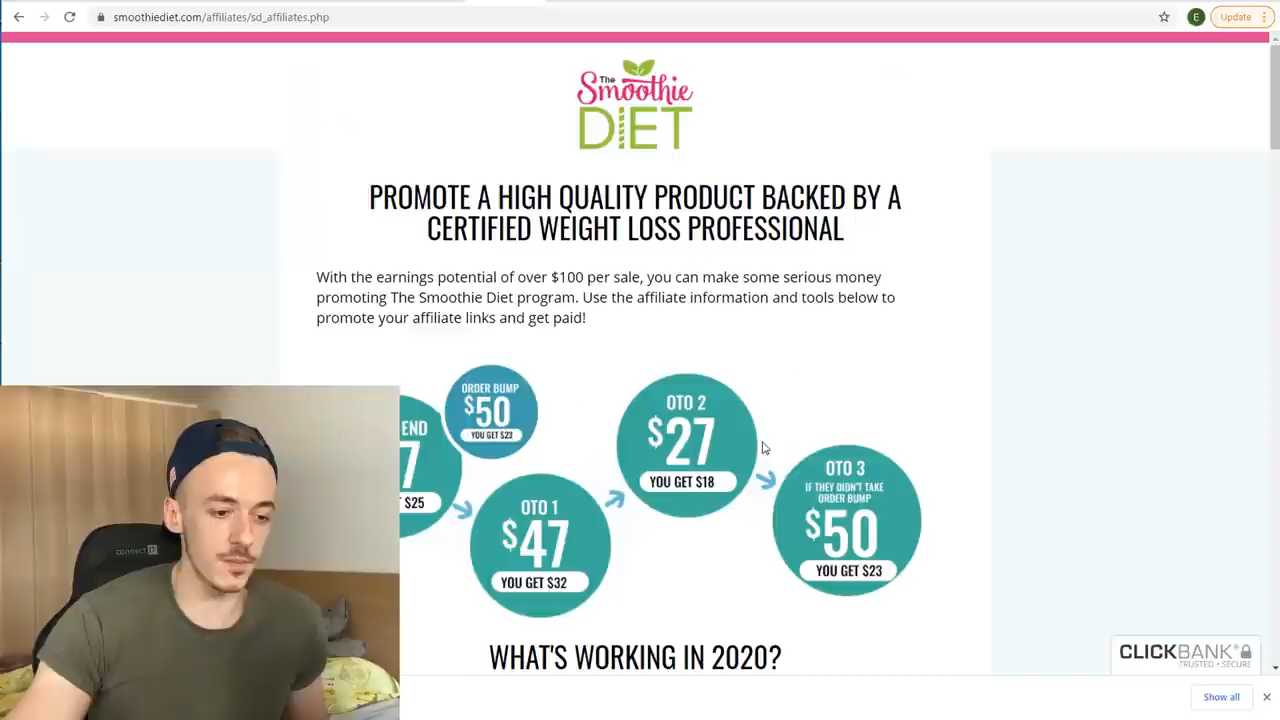 smoothiediet.com/affiliates/sd_affiliates.php
E
Update
The
Smoothie
DIET
PROMOTE A HIGH QUALITY PRODUCT BACKED BY A
CERTIFIED WEIGHT LOSS PROFESSIONAL
With the earnings potential of over $100 per sale, you can make some serious money
promoting The Smoothie Diet program. Use the affiliate information and tools below to
promote your affiliate links and get paid!
END
7
T $25
ORDER BUMP
$50
YOU GET $23
OTO 1
$47
YOU GET $32
OTO 2
$27
YOU GET $18
OTO 3
IF THEY DIDN'T TAKE
ORDER BUMP
$50
YOU GET $23
WHAT'S WORKING IN 2020?
CLICKBANK
TRUSTED • SECURE
connect IT
Show all